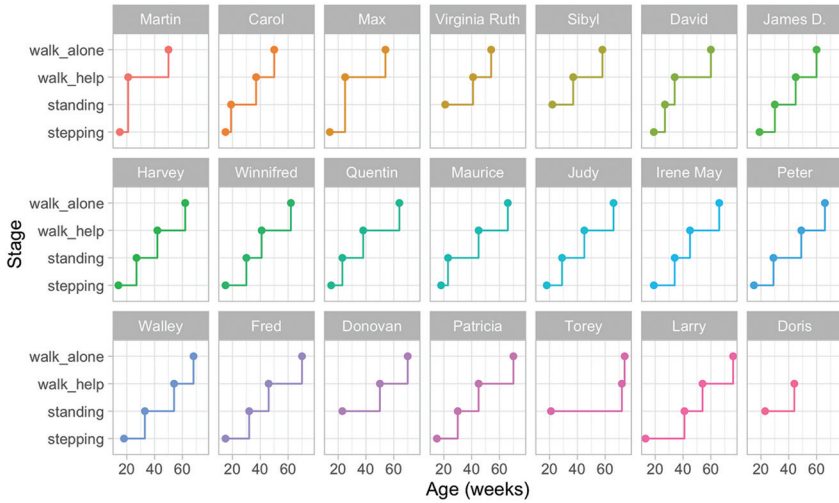 Martin Carol Max Virginia Ruth Sibyl David James D.
walk_alone
walk_help
standing
stepping
Harvey Winnifred Quentin Maurice Judy Irene May Peter
walk_alone
walk_help
standing
stepping
Walley Fred Donovan Patricia Torey Larry Doris
walk_alone
walk_help
standing
stepping
20 40 60 20 40 60 20 40 60 20 40 60 20 40 60 20 40 60 20 40 60
Stage
Age (weeks)